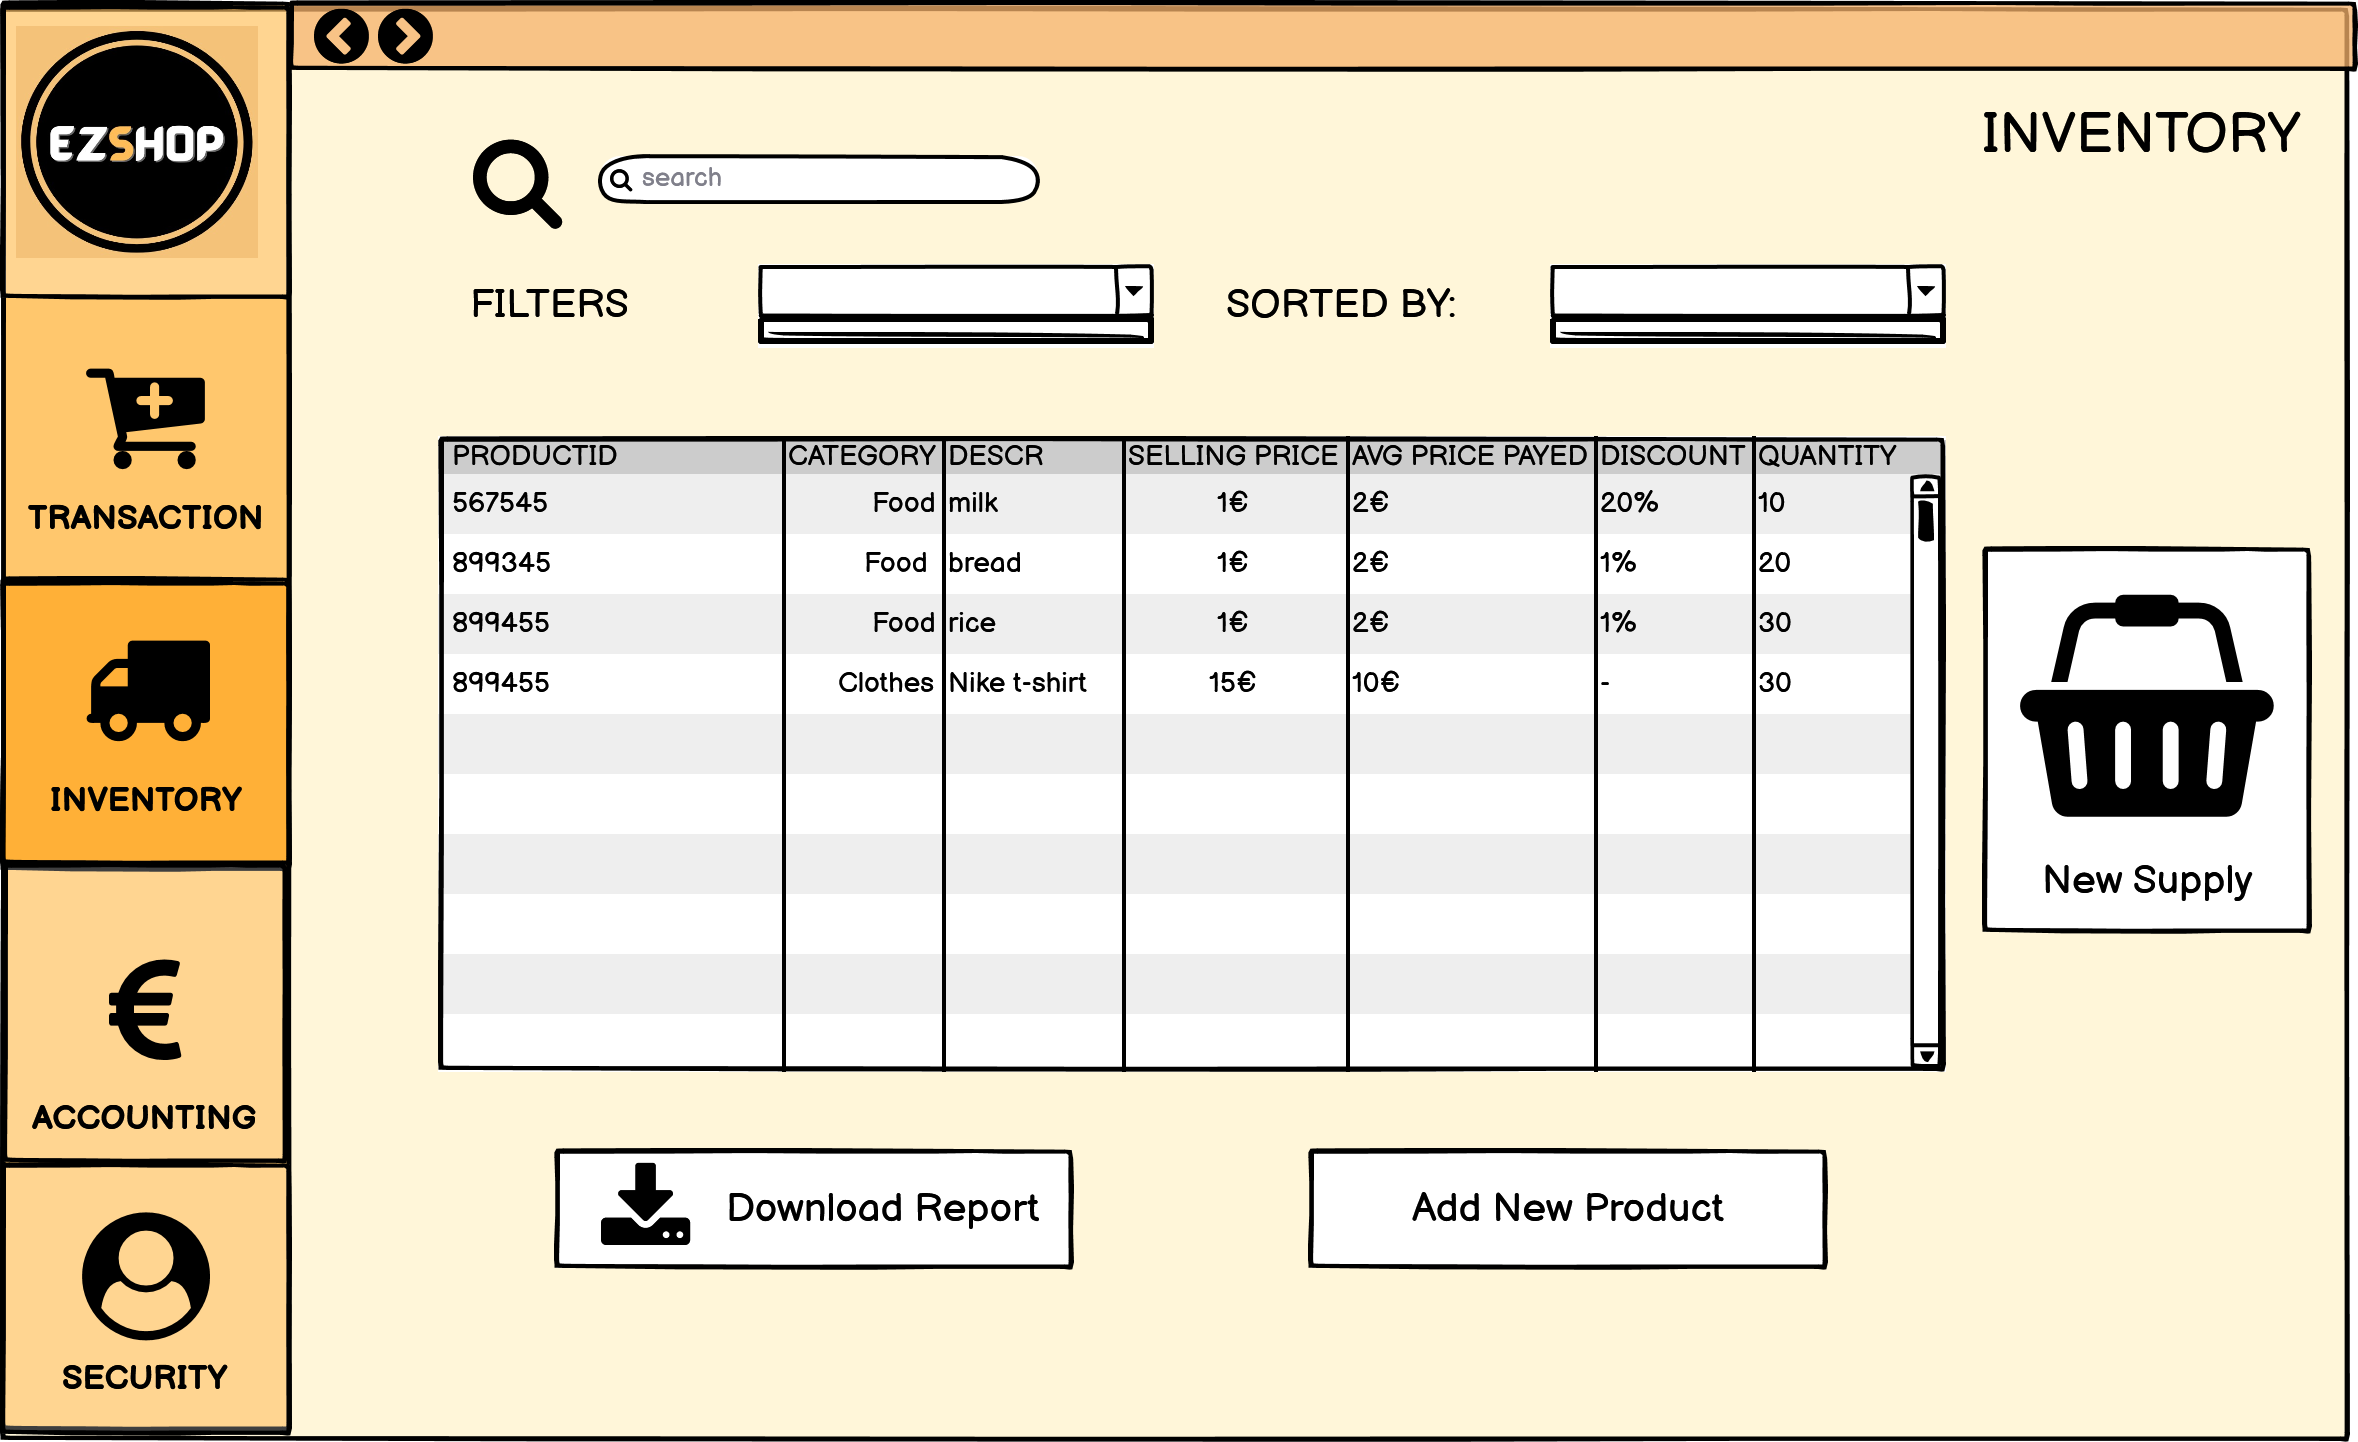 EZSHOP
INVENTORY
search
FILTERS
SORTED BY:
TRANSACTION
INVENTORY
ACCOUNTING
€
SECURITY
PRODUCTID CATEGORY DESCR SELLING PRICE AVG PRICE PAYED DISCOUNT QUANTITY
567545 Food milk 1€ 2€ 20% 10
899345 Food bread 1€ 2€ 1% 20
899455 Food rice 1€ 2€ 1% 30
899455 Clothes Nike t-shirt 15€ 10€ - 30
New Supply
Download Report
Add New Product